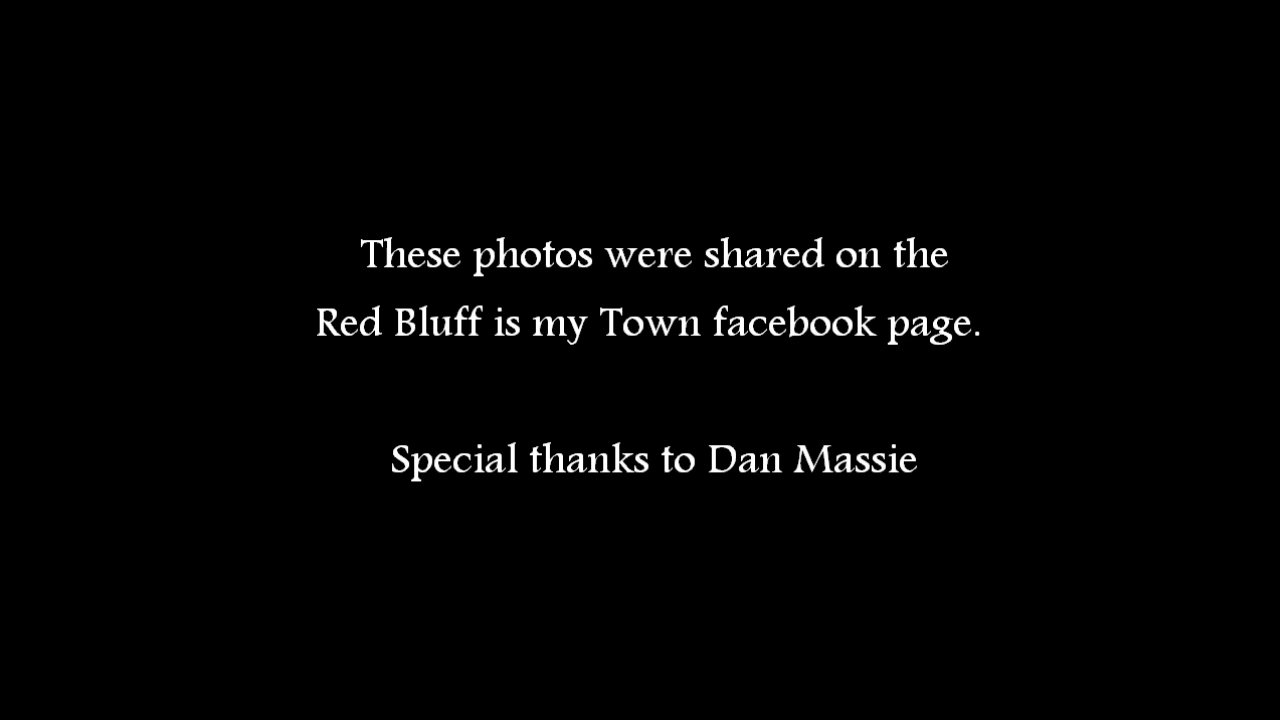 These photos were shared on the
Red Bluff is my Town facebook page.
Special thanks to Dan Massie